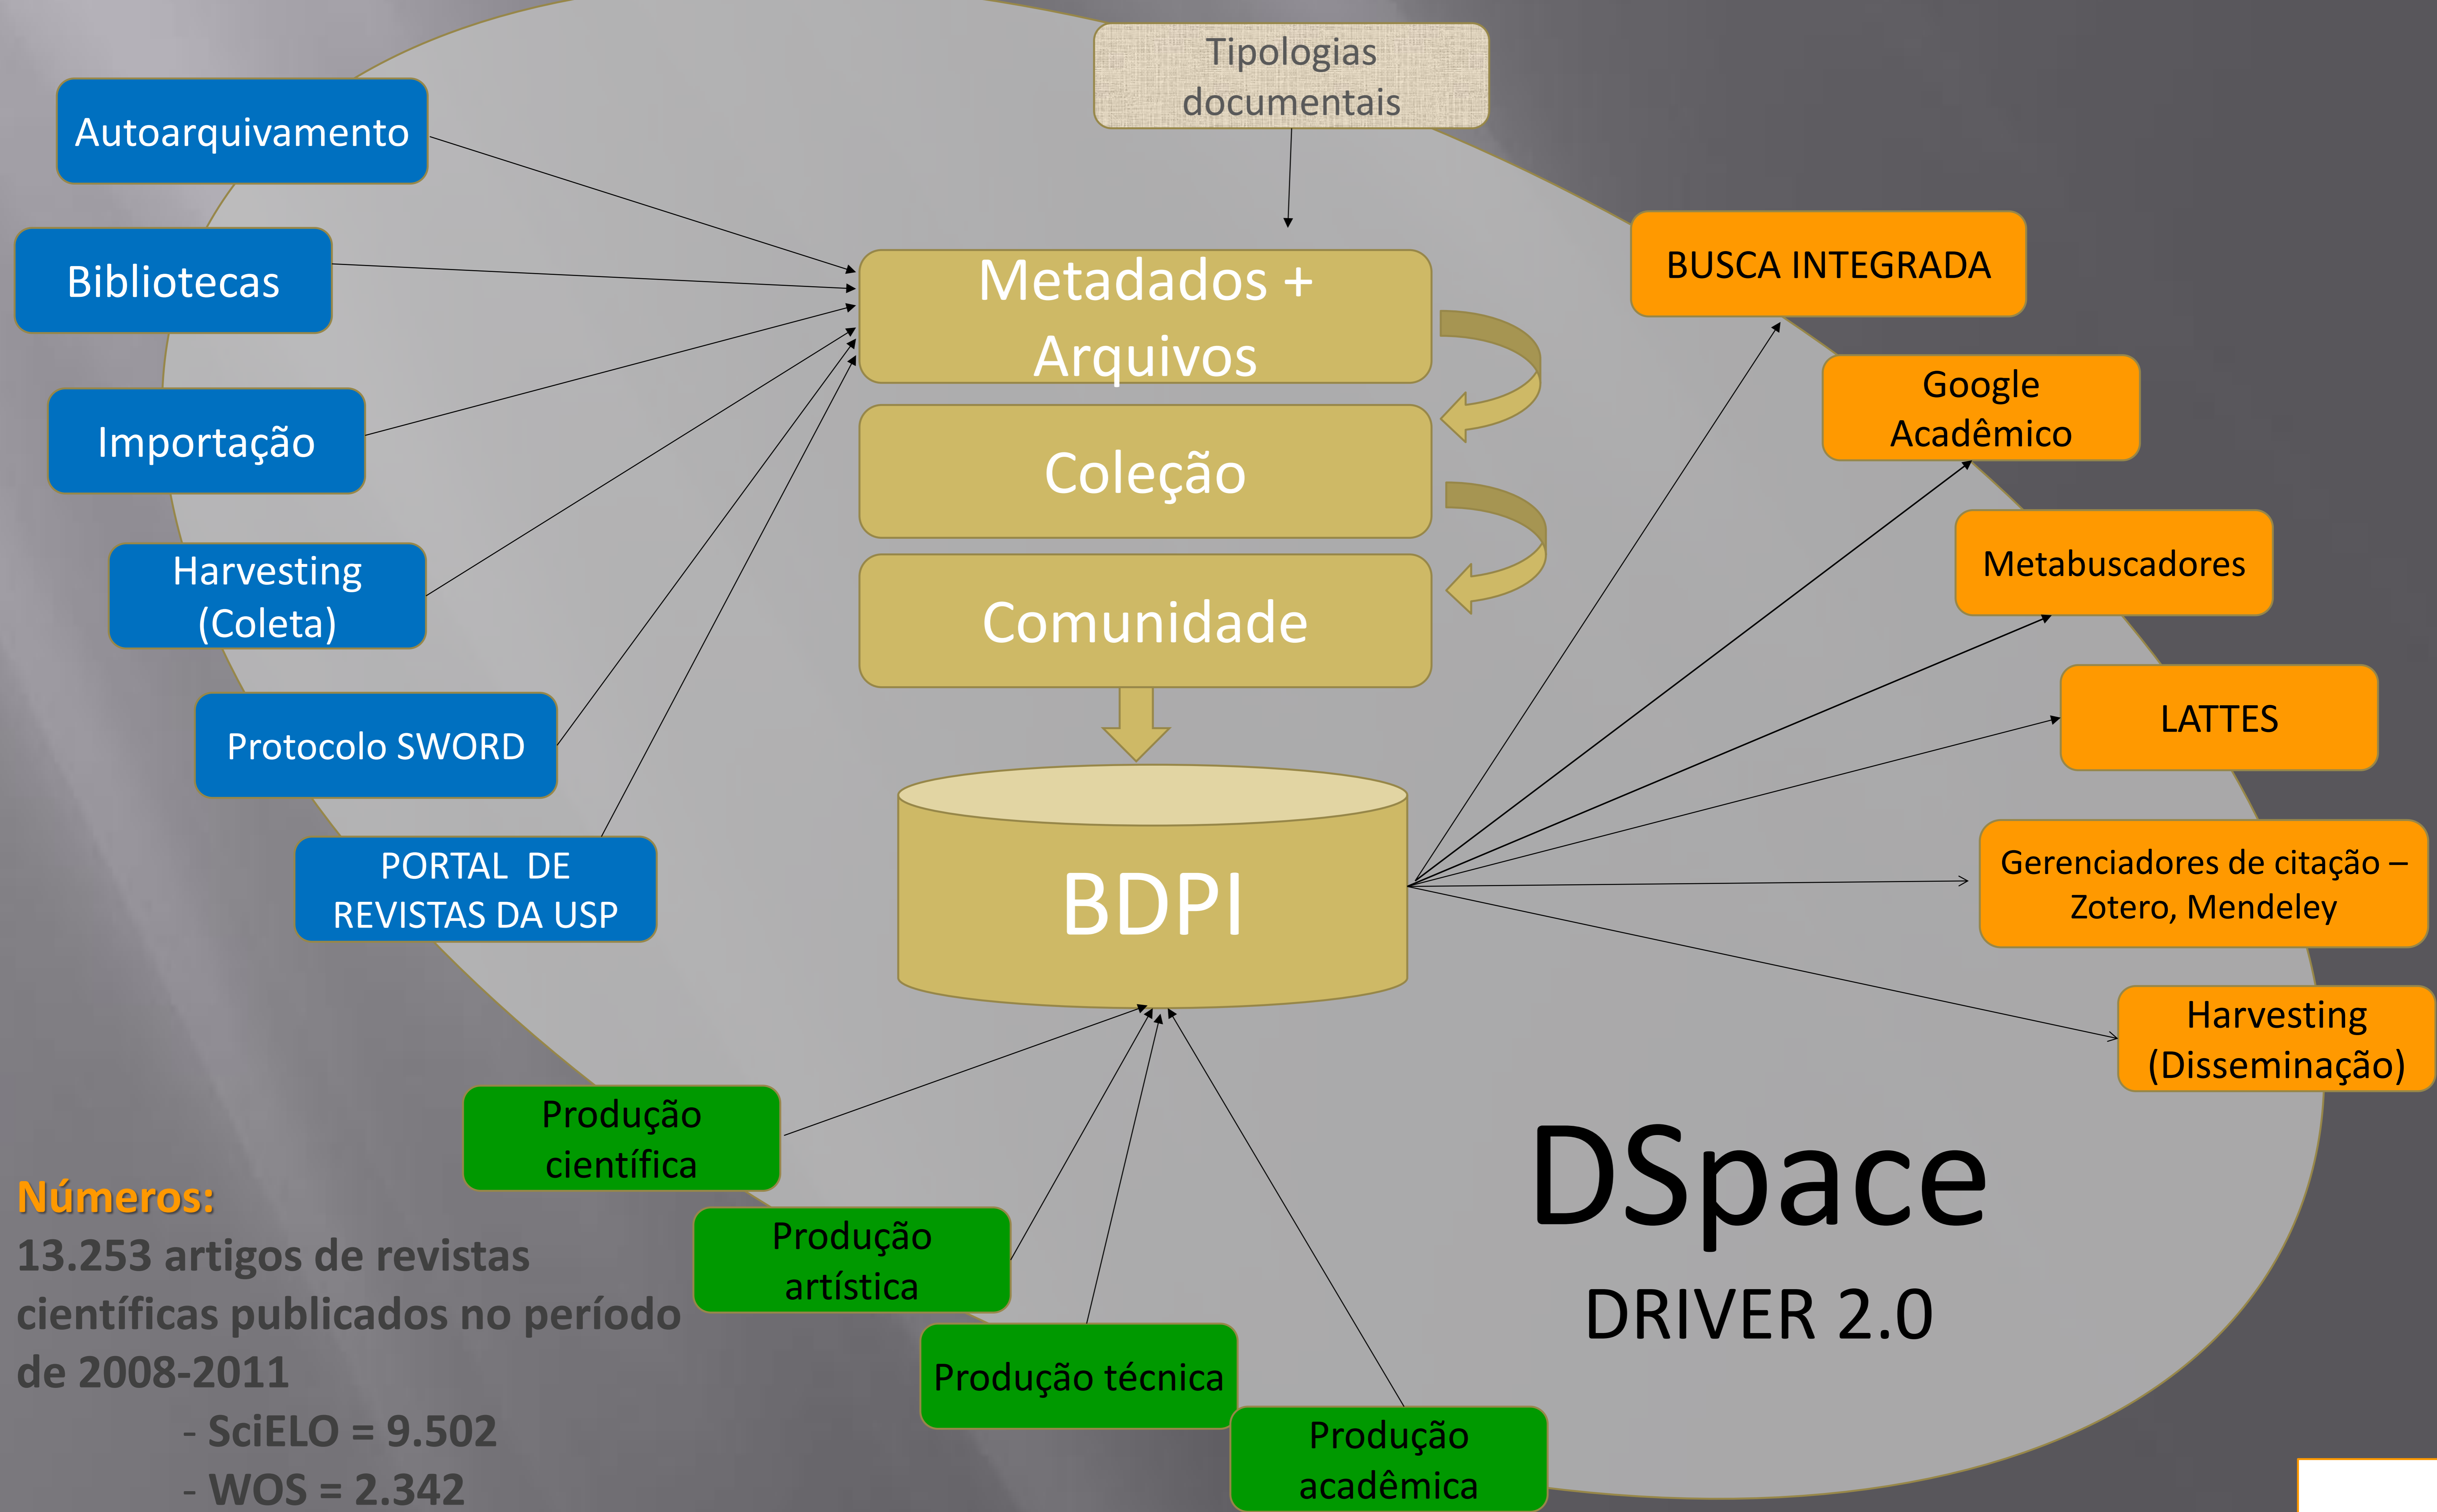 Tipologias
documentais
Autoarquivamento
Bibliotecas
Importação
Harvesting
(Coleta)
Protocolo SWORD
PORTAL DE
REVISTAS DA USP
Metadados +
Arquivos
Coleção
Comunidade
BDPI
BUSCA INTEGRADA
Google
Acadêmico
Metabuscadores
LATTES
Gerenciadores de citação –
Zotero, Mendeley
Harvesting
(Disseminação)
Produção
científica
Produção
artística
Produção técnica
Produção
acadêmica
DSpace
DRIVER 2.0
Números:
13.253 artigos de revistas
científicas publicados no período
de 2008-2011
- SciELO = 9.502
- WOS = 2.342